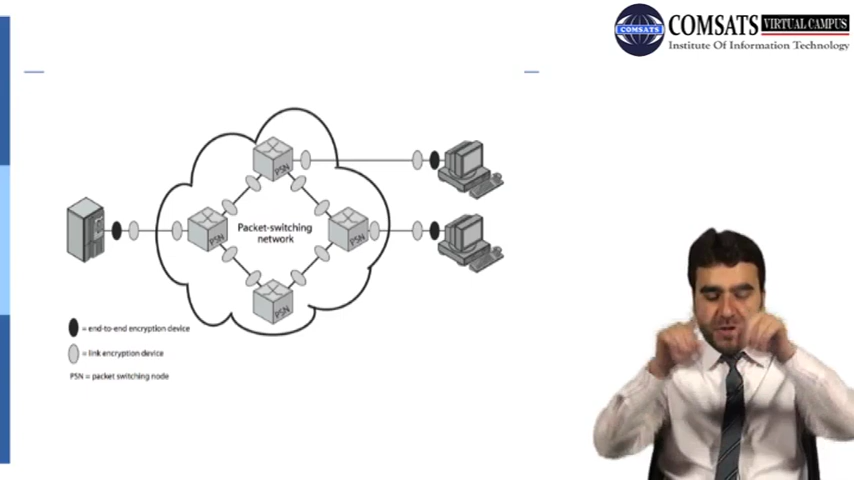 COMSATS VIRTUAL CAMPUS
COMSATS
Institute Of Information Technology
PSN
PSN
Packet-switching
network
PSN
PSN
= end-to-end encryption device
= link encryption device
PSN = packet switching node